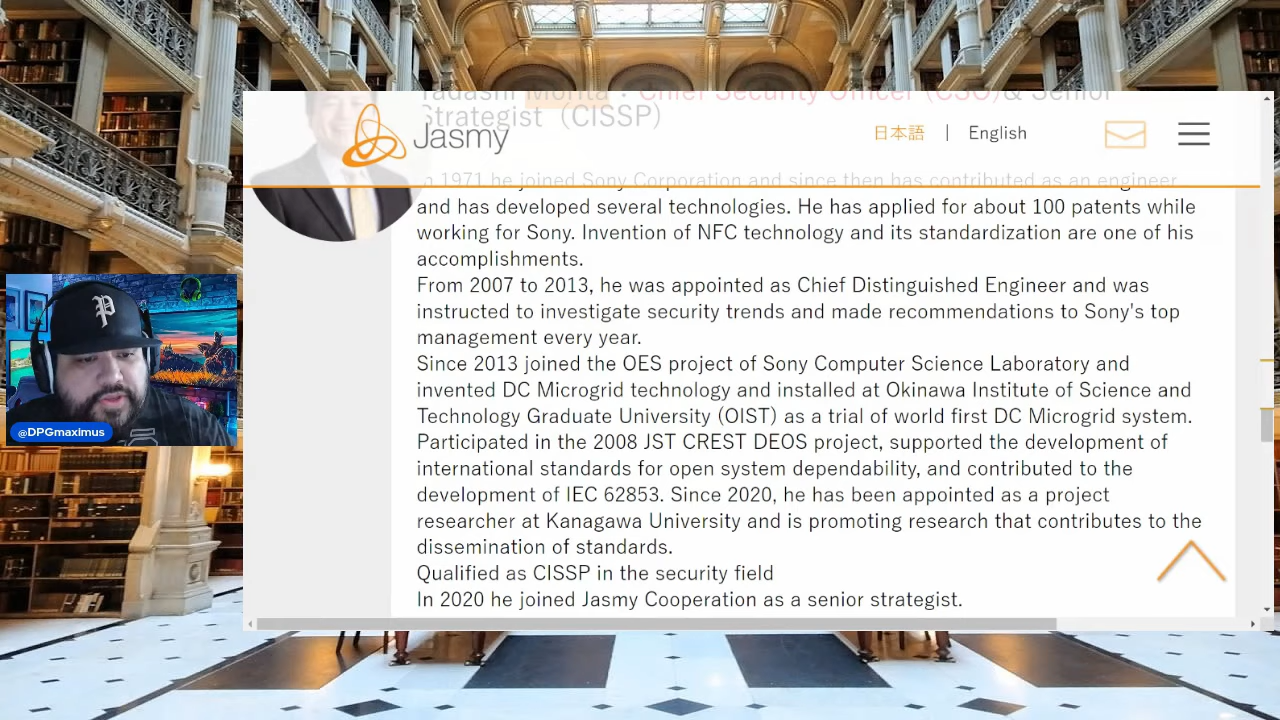 Tadashi Morita : Chief Security Officer (CSO)& Senior
Strategist (CISSP)
Jasmy
日本語 | English
In 1971 he joined Sony Corporation and since then has contributed as an engineer
and has developed several technologies. He has applied for about 100 patents while
working for Sony. Invention of NFC technology and its standardization are one of his
accomplishments.
From 2007 to 2013, he was appointed as Chief Distinguished Engineer and was
instructed to investigate security trends and made recommendations to Sony's top
management every year.
Since 2013 joined the OES project of Sony Computer Science Laboratory and
invented DC Microgrid technology and installed at Okinawa Institute of Science and
Technology Graduate University (OIST) as a trial of world first DC Microgrid system.
Participated in the 2008 JST CREST DEOS project, supported the development of
international standards for open system dependability, and contributed to the
development of IEC 62853. Since 2020, he has been appointed as a project
researcher at Kanagawa University and is promoting research that contributes to the
dissemination of standards.
Qualified as CISSP in the security field
In 2020 he joined Jasmy Cooperation as a senior strategist.
P
@DPGmaximus